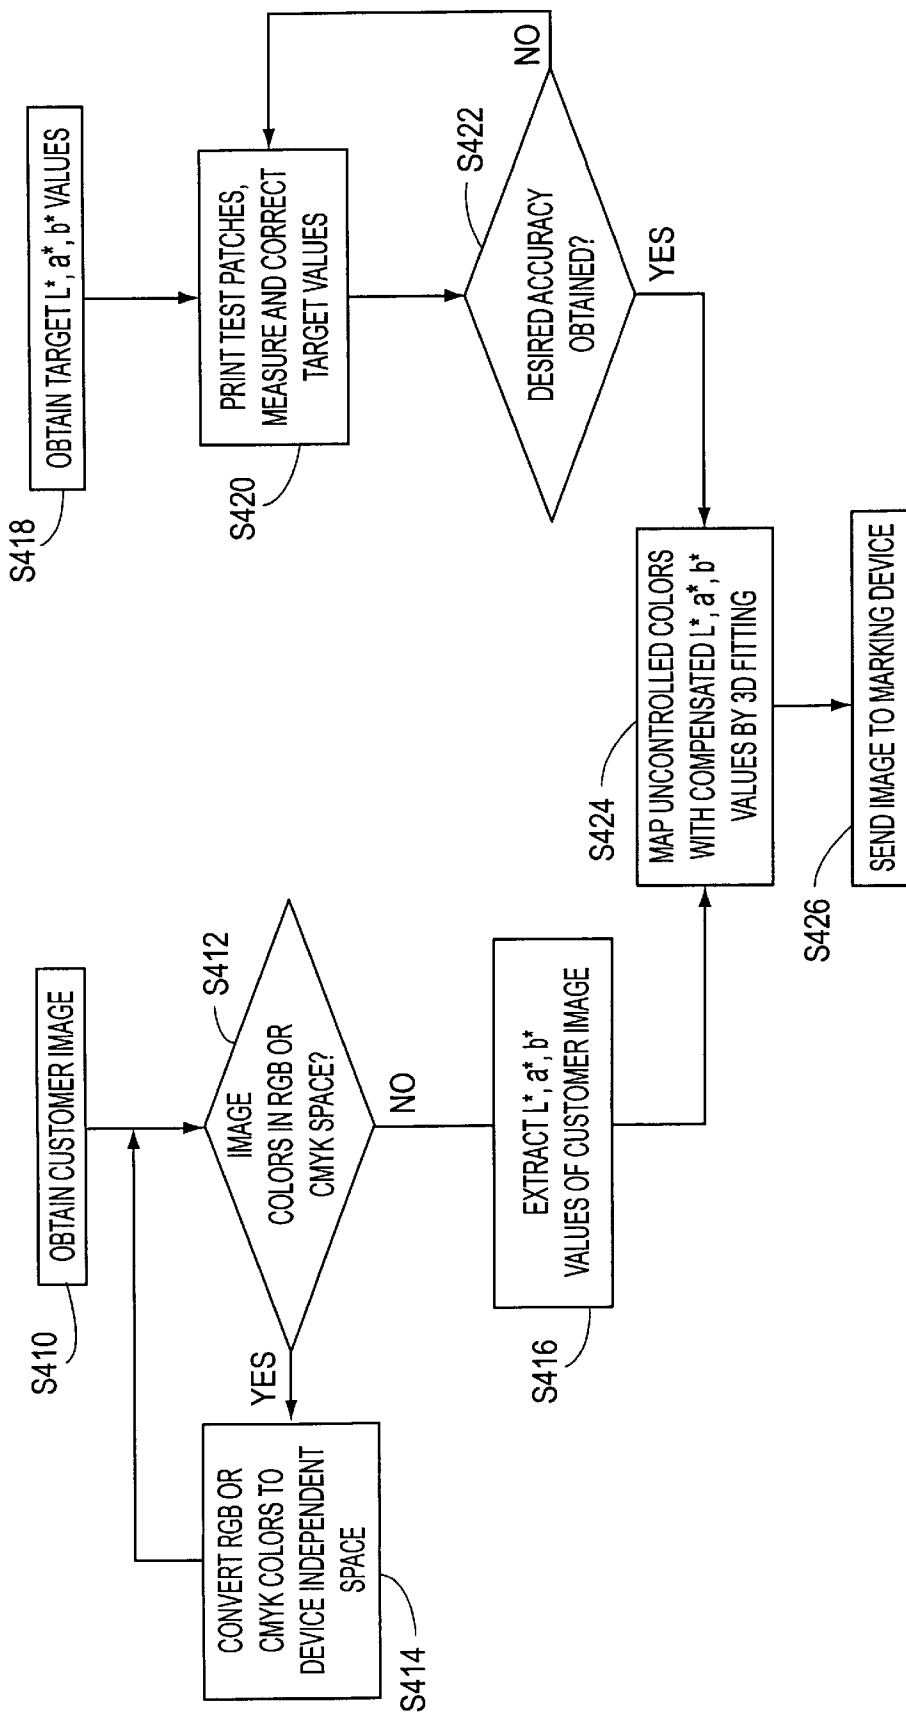 S410
OBTAIN CUSTOMER IMAGE
S412
IMAGE
COLORS IN RGB OR
CMYK SPACE?
YES
NO
CONVERT RGB OR
CMYK COLORS TO
DEVICE INDEPENDENT
SPACE
S414
EXTRACT L*, a*, b*
VALUES OF CUSTOMER IMAGE
S416
S418
OBTAIN TARGET L*, a*, b* VALUES
PRINT TEST PATCHES,
MEASURE AND CORRECT
TARGET VALUES
S420
S422
DESIRED ACCURACY
OBTAINED?
NO
YES
S424
MAP UNCONTROLLED COLORS
WITH COMPENSATED L*, a*, b*
VALUES BY 3D FITTING
S426
SEND IMAGE TO MARKING DEVICE